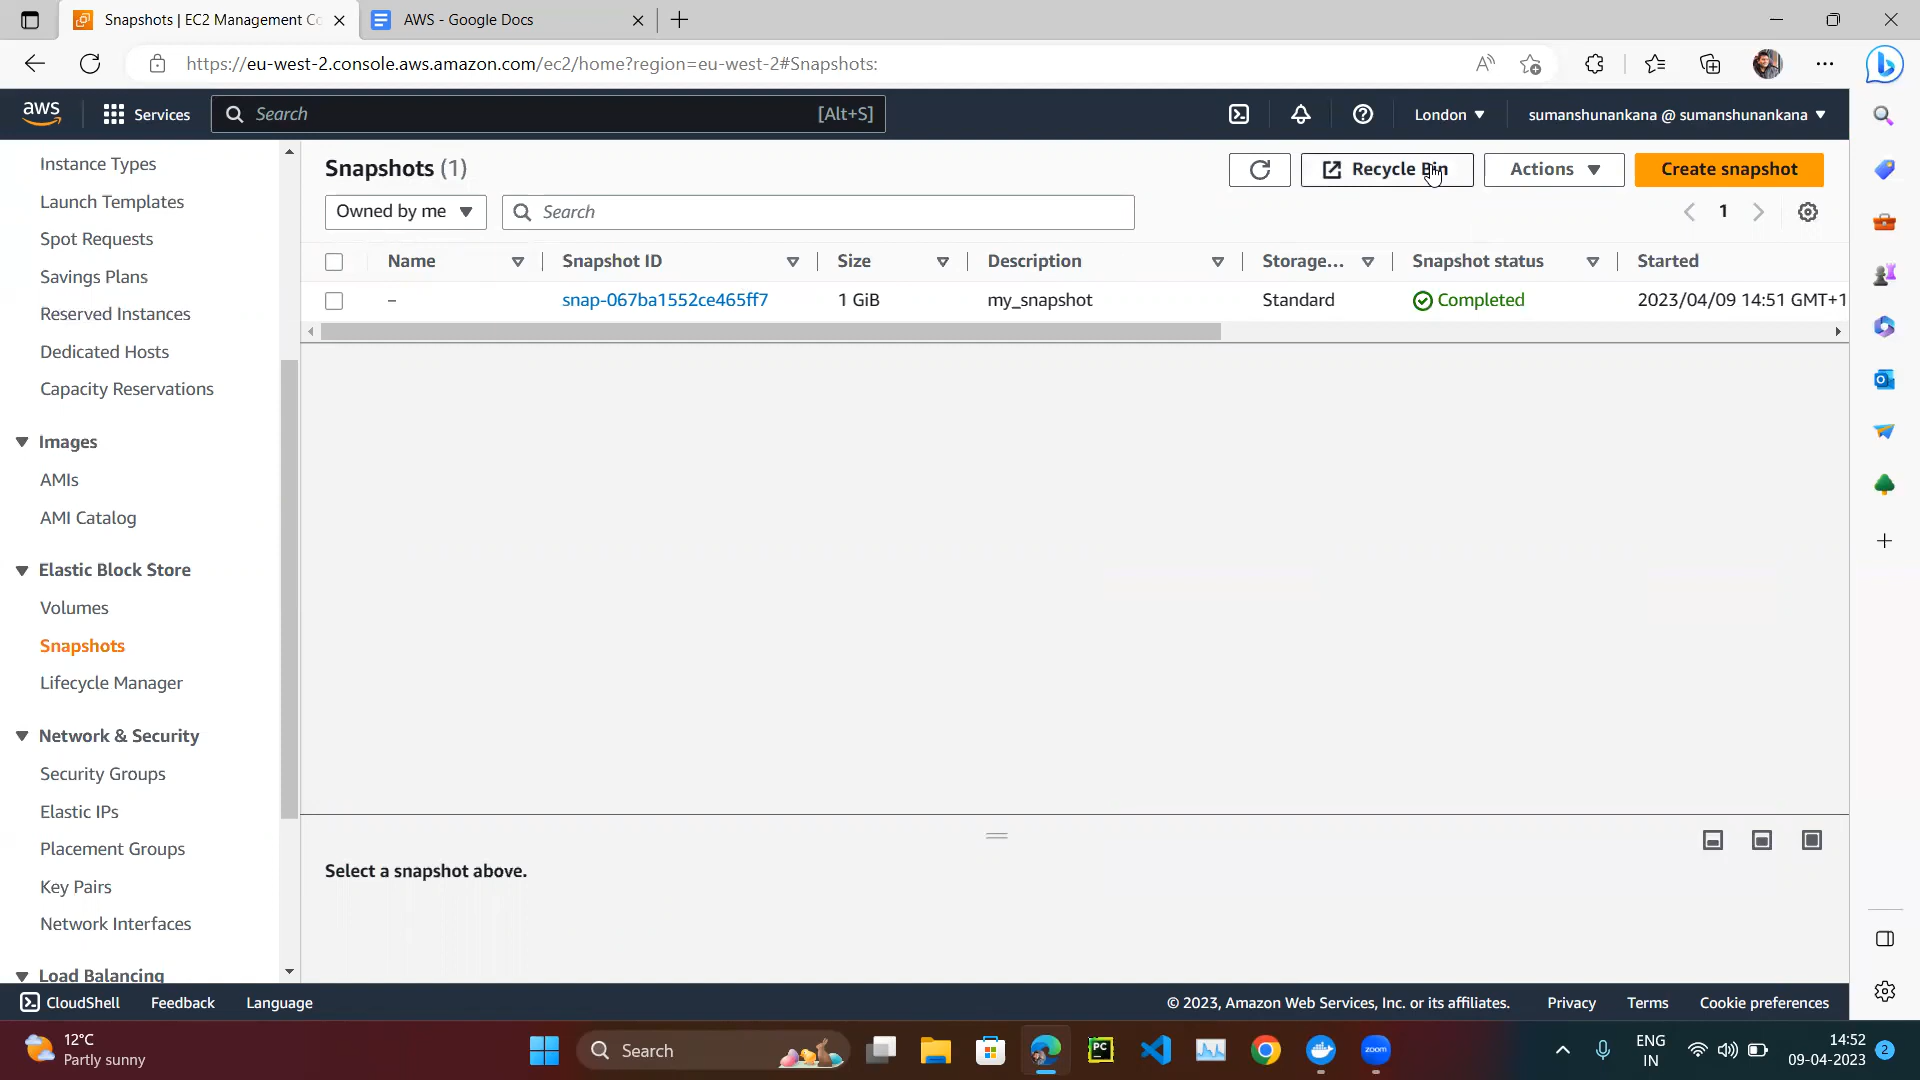 Snapshots | EC2 Management Co
AWS - Google Docs
https://eu-west-2.console.aws.amazon.com/ec2/home?region=eu-west-2#Snapshots:
aws
Services
Search
[Alt+S]
London
sumanshunankana @ sumanshunankana
Instance Types
Launch Templates
Spot Requests
Savings Plans
Reserved Instances
Dedicated Hosts
Capacity Reservations
Images
AMIs
AMI Catalog
Elastic Block Store
Volumes
Snapshots
Lifecycle Manager
Network & Security
Security Groups
Elastic IPs
Placement Groups
Key Pairs
Network Interfaces
Load Balancing
Snapshots (1)
Recycle Bin
Actions
Create snapshot
Owned by me
Search
1
Name
Snapshot ID
Size
Description
Storage...
Snapshot status
Started
–
snap-067ba1552ce465ff7
1 GiB
my_snapshot
Standard
Completed
2023/04/09 14:51 GMT+1
Select a snapshot above.
CloudShell
Feedback
Language
© 2023, Amazon Web Services, Inc. or its affiliates.
Privacy
Terms
Cookie preferences
12°C
Partly sunny
Search
PC
zoom
ENG
IN
14:52
09-04-2023
2